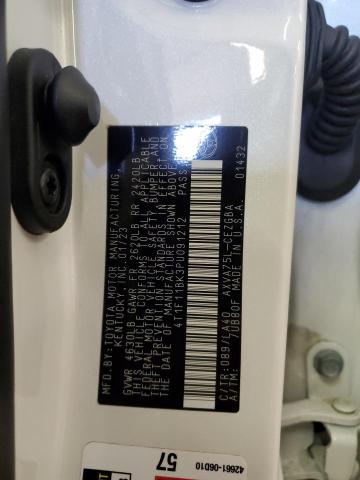 MFD.BY:TOYOTA MOTOR MANUFACTURING,
KENTUCKY, INC. 01/23
GVWR 4630LB GAWR FR 2620LB RR 2420LB
THIS VEHICLE CONFORMS TO ALL APPLICABLE
FEDERAL MOTOR VEHICLE SAFETY, BUMPER, AND
THEFT PREVENTION STANDARDS IN EFFECT ON
THE DATE OF MANUFACTURE SHOWN ABOVE.
4T1F11BK3PU091212 PASS
C/TR:089/LA40 AXVA75L-CEZGBA
A/TM: /UB80F MADE IN U.S.A. 01432
42661-06D10
57